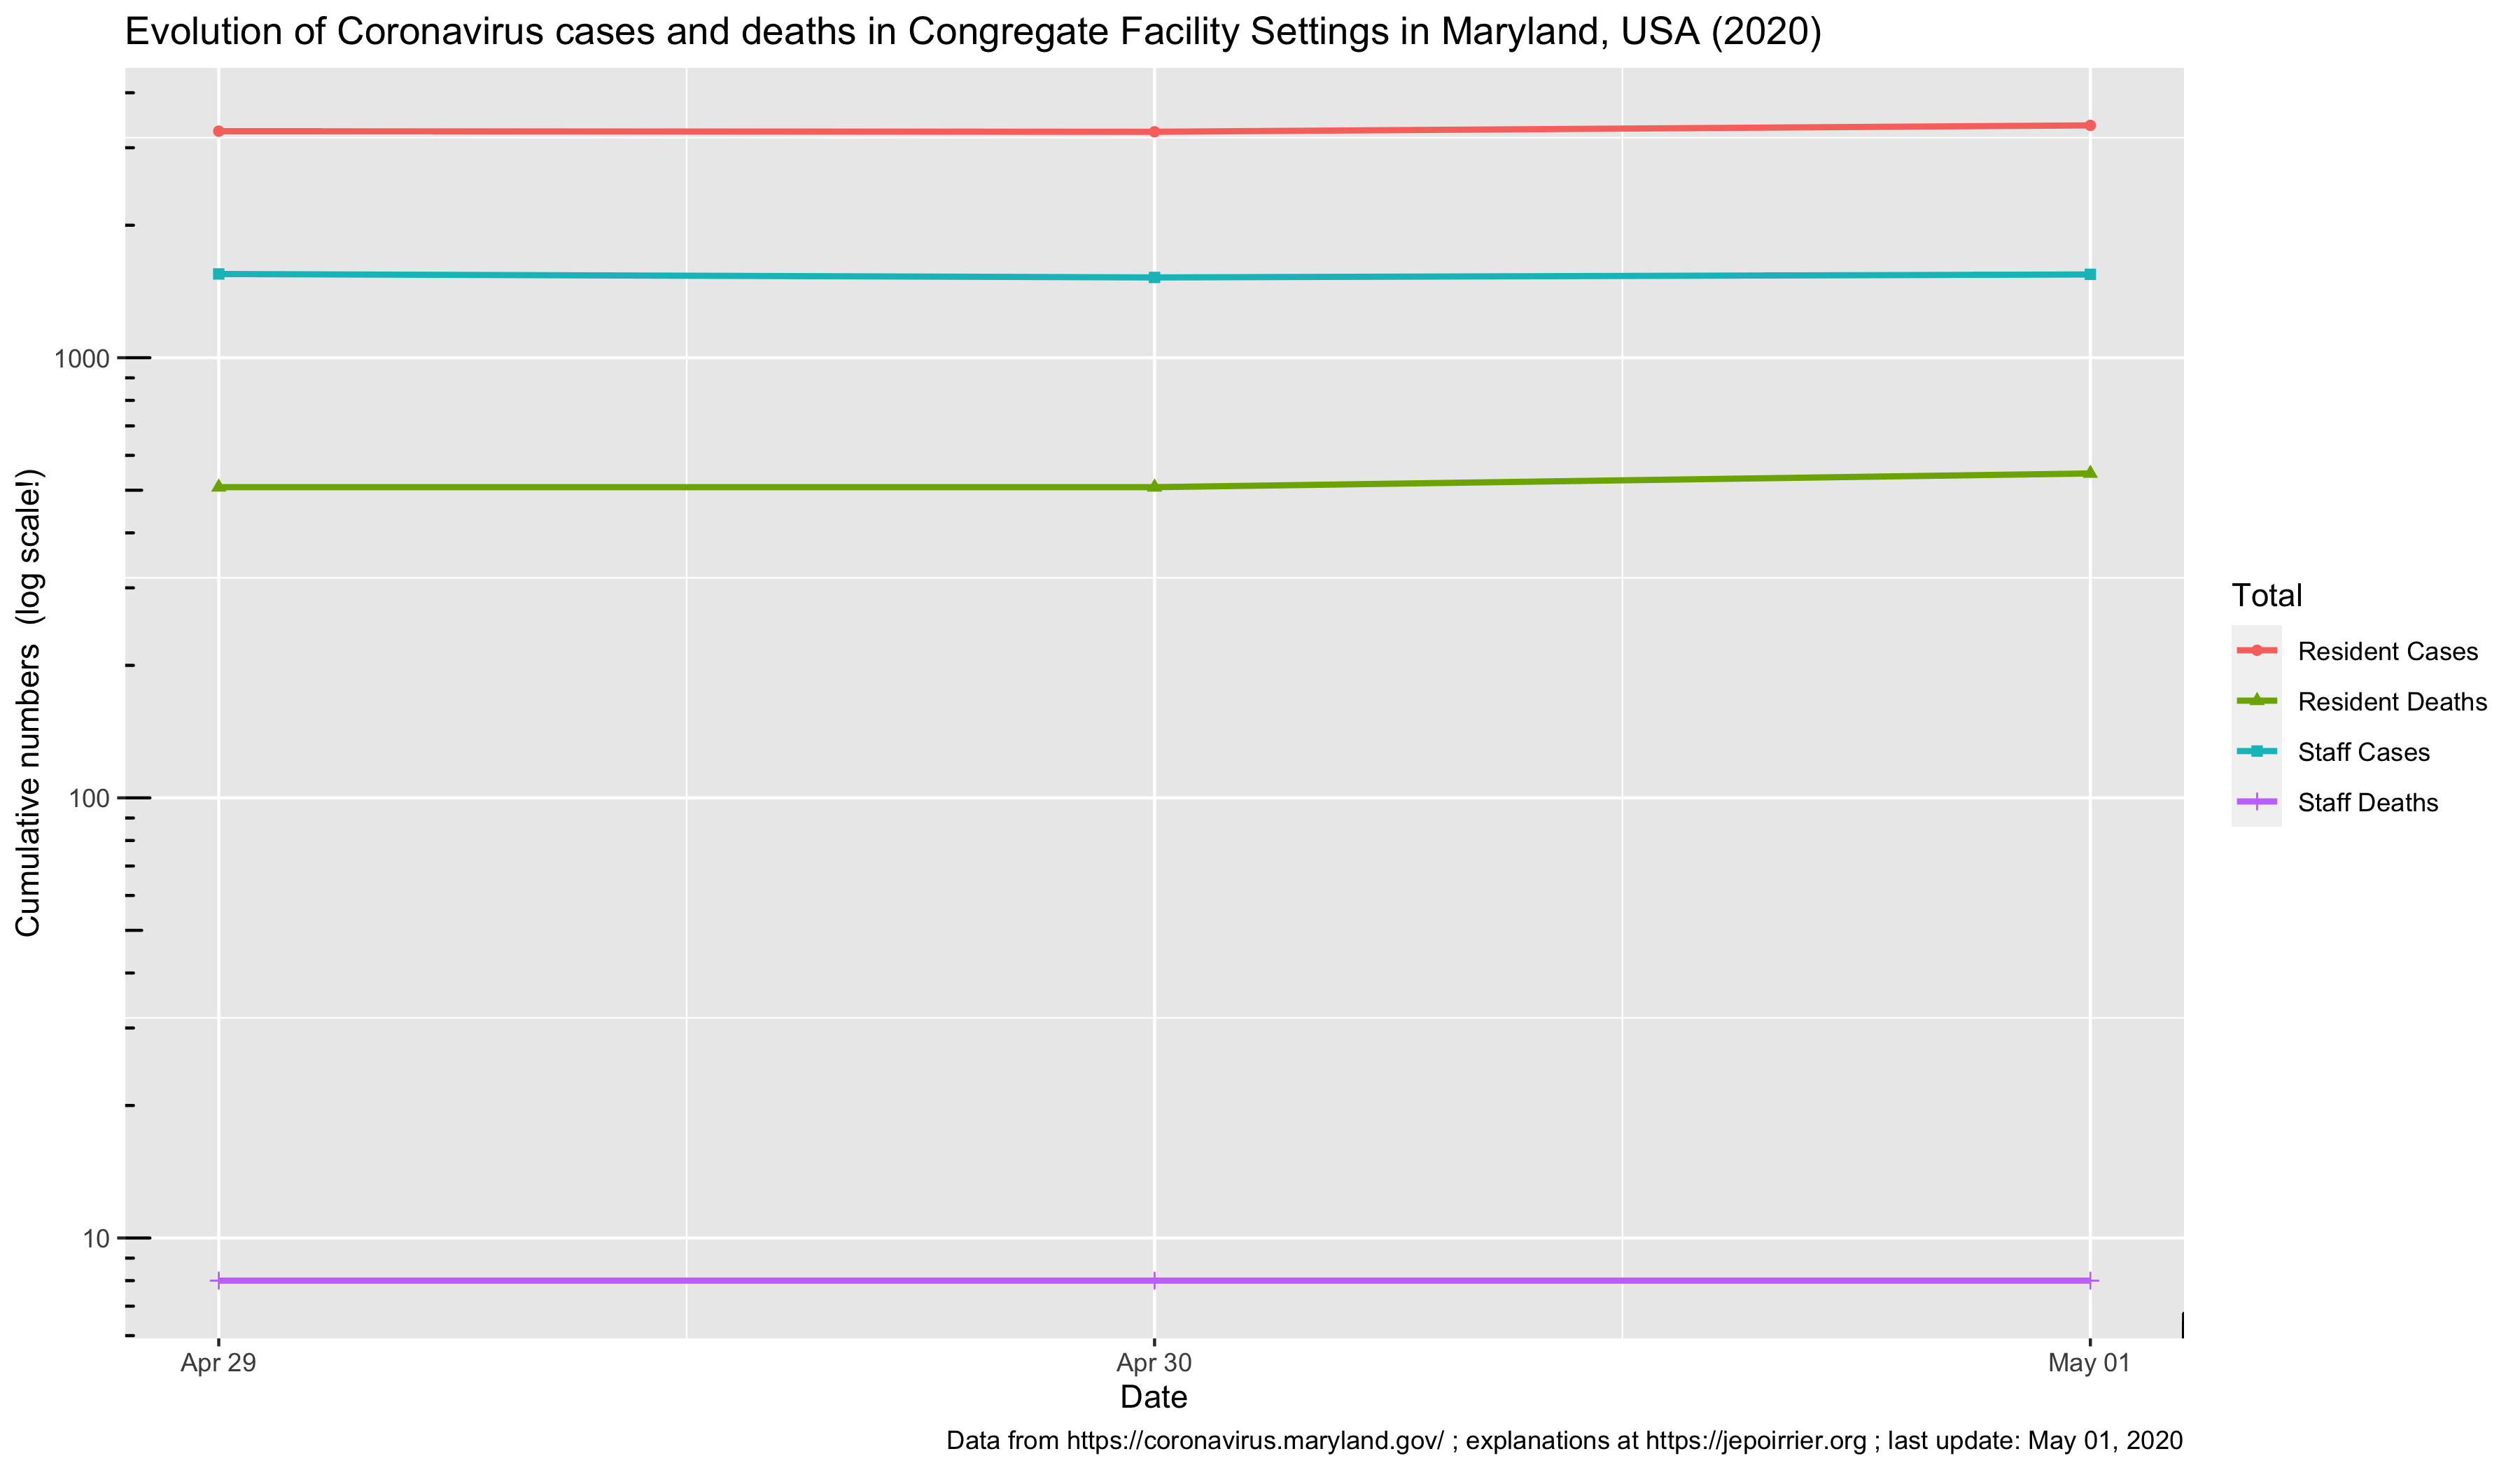 Evolution of Coronavirus cases and deaths in Congregate Facility Settings in Maryland, USA (2020)
Cumulative numbers  (log scale!)
1000
100
10
Apr 29
Apr 30
May 01
Date
Total
Resident Cases
Resident Deaths
Staff Cases
Staff Deaths
Data from https://coronavirus.maryland.gov/ ; explanations at https://jepoirrier.org ; last update: May 01, 2020